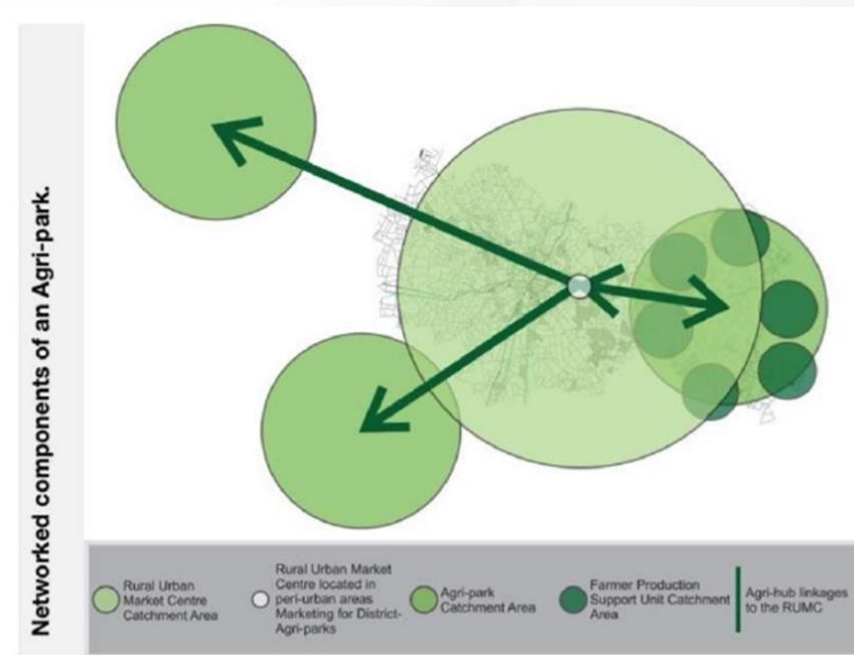 Networked components of an Agri-park.
Rural Urban
Market Centre
Catchment Area
Rural Urban Market
Centre located in
peri-urban areas
Marketing for District-
Agri-parks
Agri-park
Catchment Area
Farmer Production
Support Unit Catchment
Area
Agri-hub linkages
to the RUMC